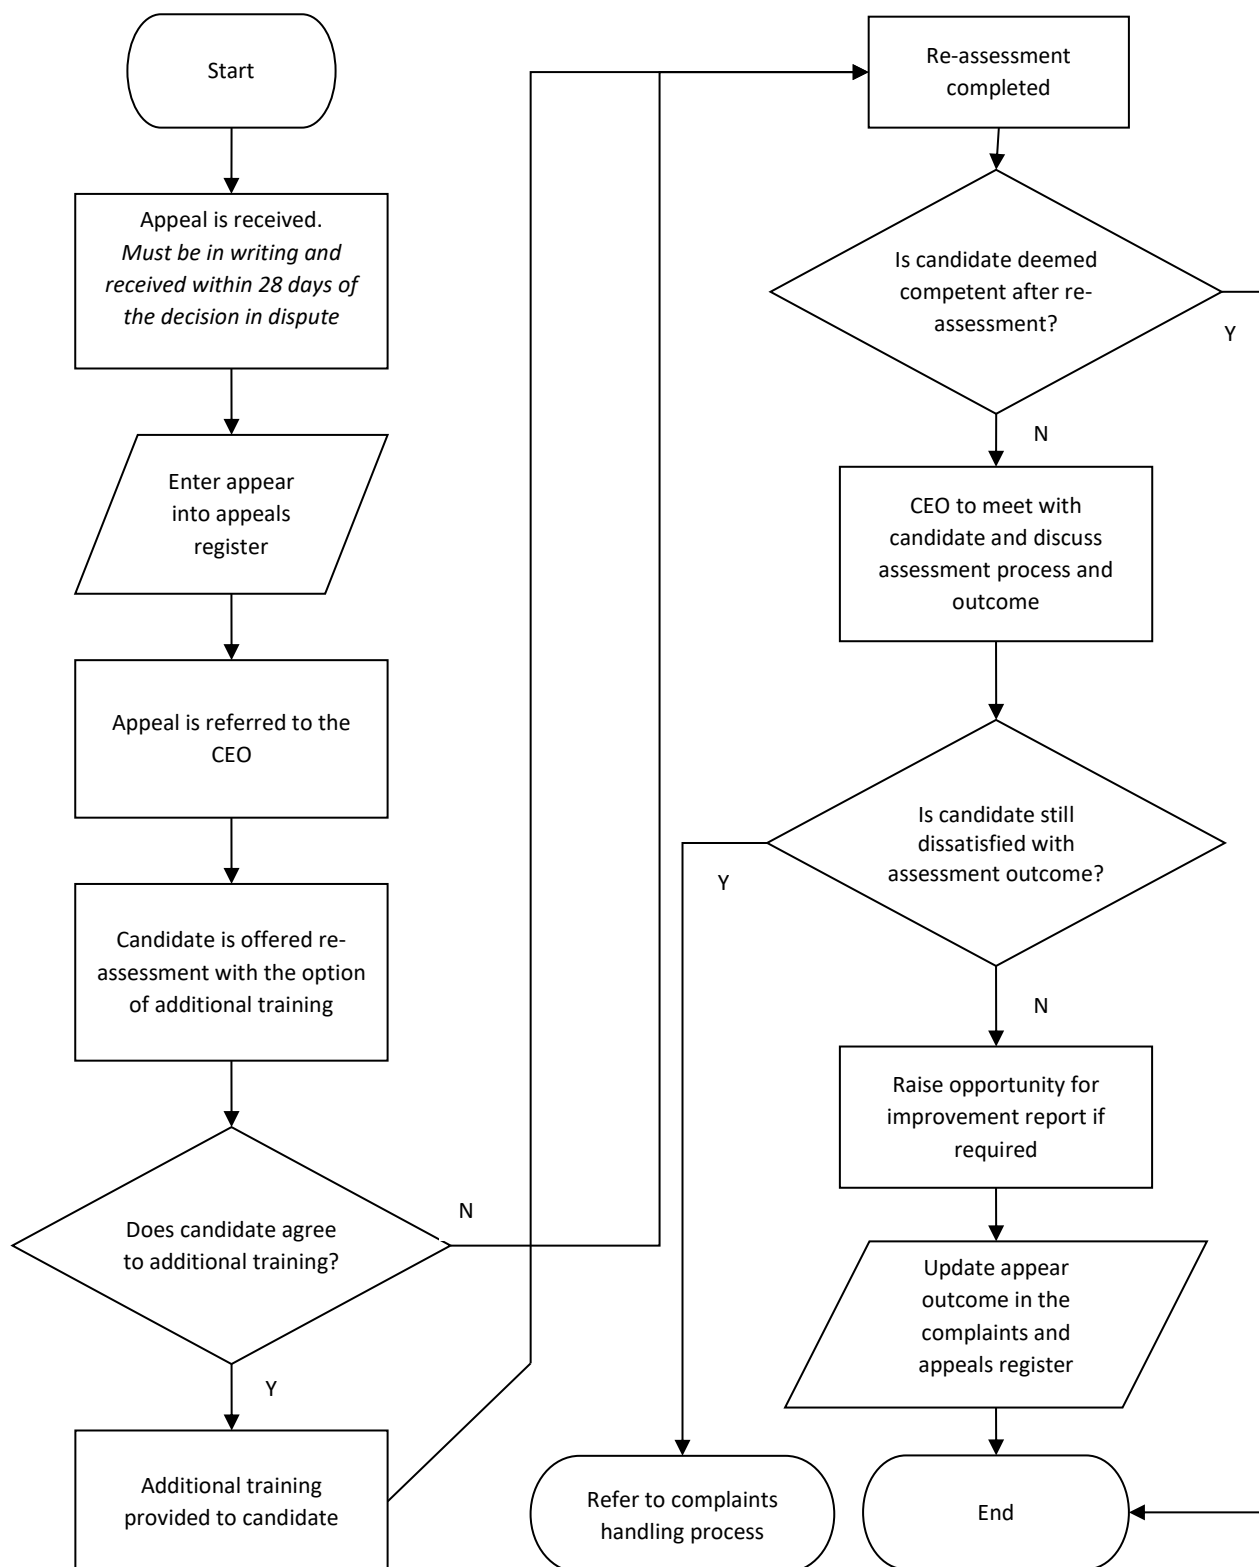 Start
Appeal is received.
Must be in writing and
received within 28 days of
the decision in dispute
Enter appear
into appeals
register
Appeal is referred to the
CEO
Candidate is offered re-
assessment with the option
of additional training
Does candidate agree
to additional training?
N
Y
Additional training
provided to candidate
Re-assessment
completed
Is candidate deemed
competent after re-
assessment?
Y
N
CEO to meet with
candidate and discuss
assessment process and
outcome
Is candidate still
dissatisfied with
assessment outcome?
Y
N
Raise opportunity for
improvement report if
required
Update appear
outcome in the
complaints and
appeals register
Refer to complaints
handling process
End